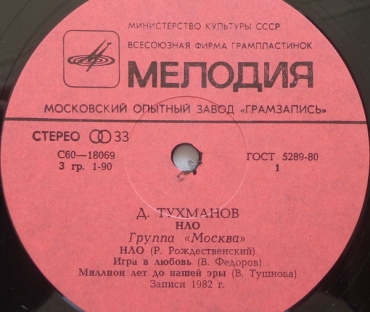 МИНИСТЕРСТВО КУЛЬТУРЫ СССР
ВСЕСОЮЗНАЯ ФИРМА ГРАМПЛАСТИНОК
МЕЛОДИЯ
МОСКОВСКИЙ ОПЫТНЫЙ ЗАВОД «ГРАМЗАПИСЬ»
СТЕРЕО 33
С60—18069 ГОСТ 5289-80
3 гр. 1-90 1
Д. ТУХМАНОВ
НЛО
Группа «Москва»
НЛО (Р. Рождественский)
Игра в любовь (В. Федоров)
Миллион лет до нашей эры (В. Тушнова)
Записи 1982 г.